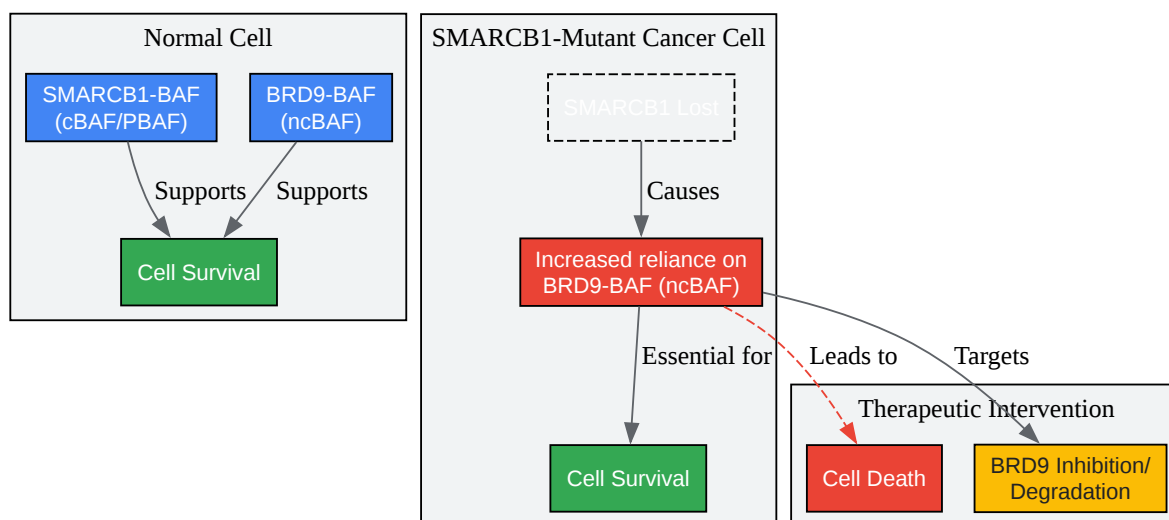 Normal Cell
SMARCB1-BAF
(cBAF/PBAF)
BRD9-BAF
(ncBAF)
Supports
Supports
Cell Survival
SMARCB1-Mutant Cancer Cell
SMARCB1 Lost
Causes
Increased reliance on
BRD9-BAF (ncBAF)
Essential for
Leads to
Targets
Cell Survival
Therapeutic Intervention
Cell Death
BRD9 Inhibition/
Degradation